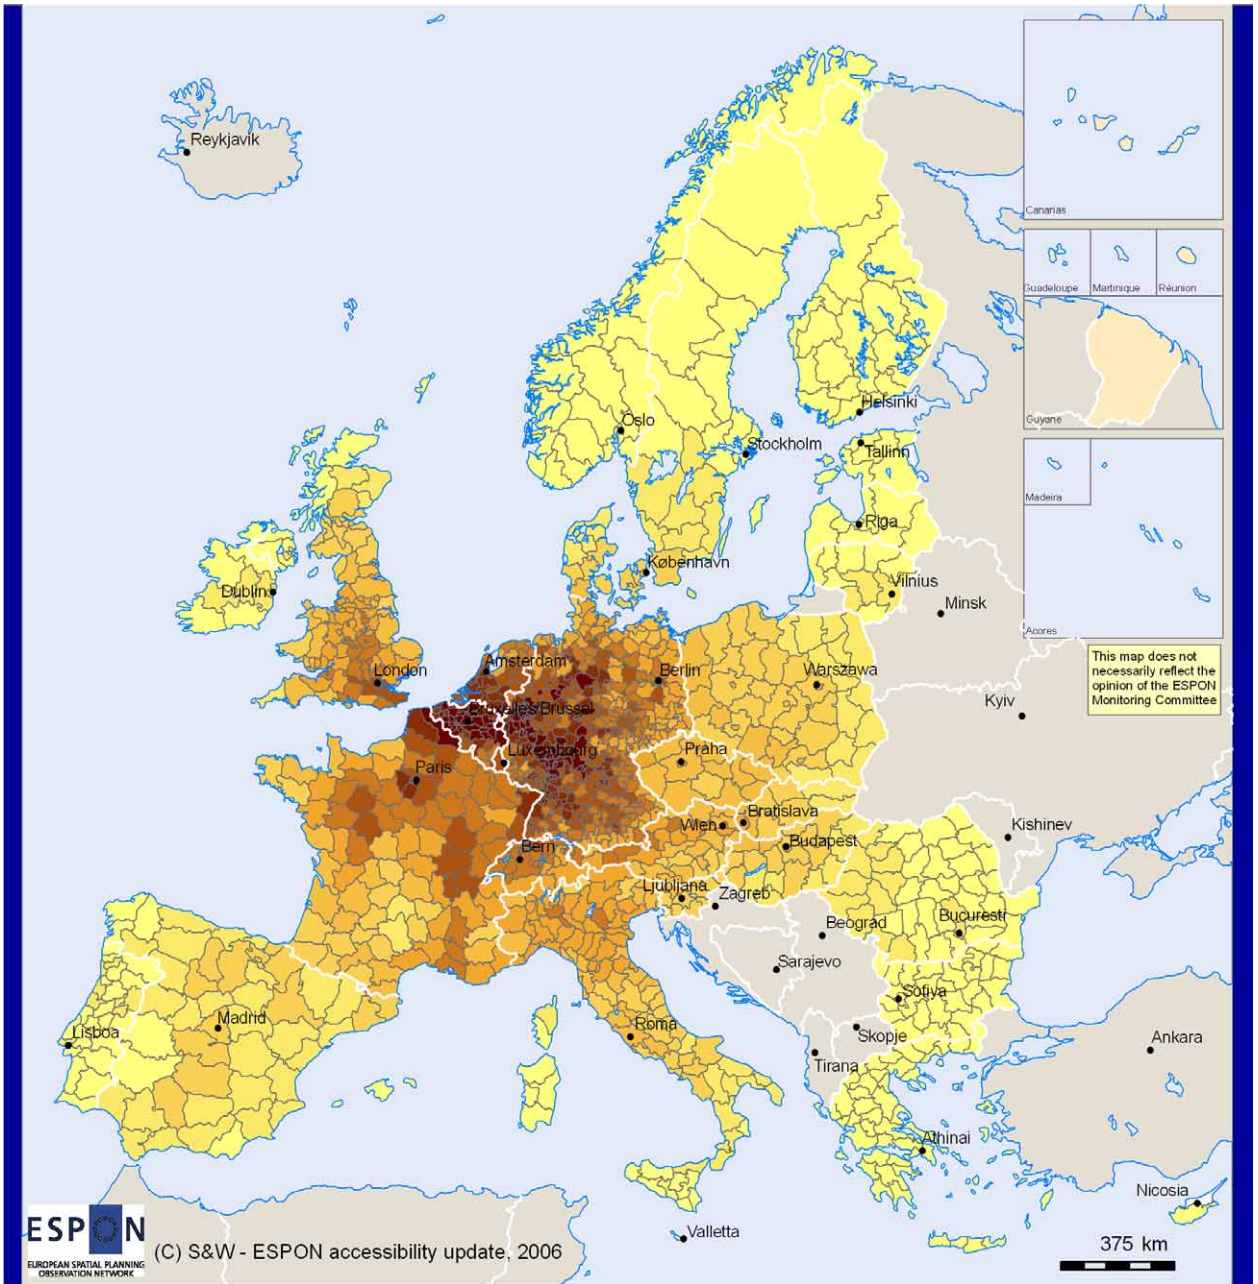 Reykjavik
Canarias
Guadeloupe
Martinique
Réunion
Guyane
Madeira
Acores
Helsinki
Oslo
Stockholm
Tallinn
Riga
København
Dublin
Vilnius
Minsk
This map does not
necessarily reflect the
opinion of the ESPON
Monitoring Committee
London
Amsterdam
Berlin
Warszawa
Kyiv
Bruxelles/Brussel
Luxembourg
Praha
Paris
Wien
Bratislava
Kishinev
Bern
Budapest
Ljubljana
Zagreb
Beograd
Bucuresti
Sarajevo
Sofiya
Madrid
Lisboa
Roma
Skopje
Ankara
Tirana
Athinai
Nicosia
Valletta
ESPON
EUROPEAN SPATIAL PLANNING
OBSERVATION NETWORK
(C) S&W - ESPON accessibility update, 2006
375 km